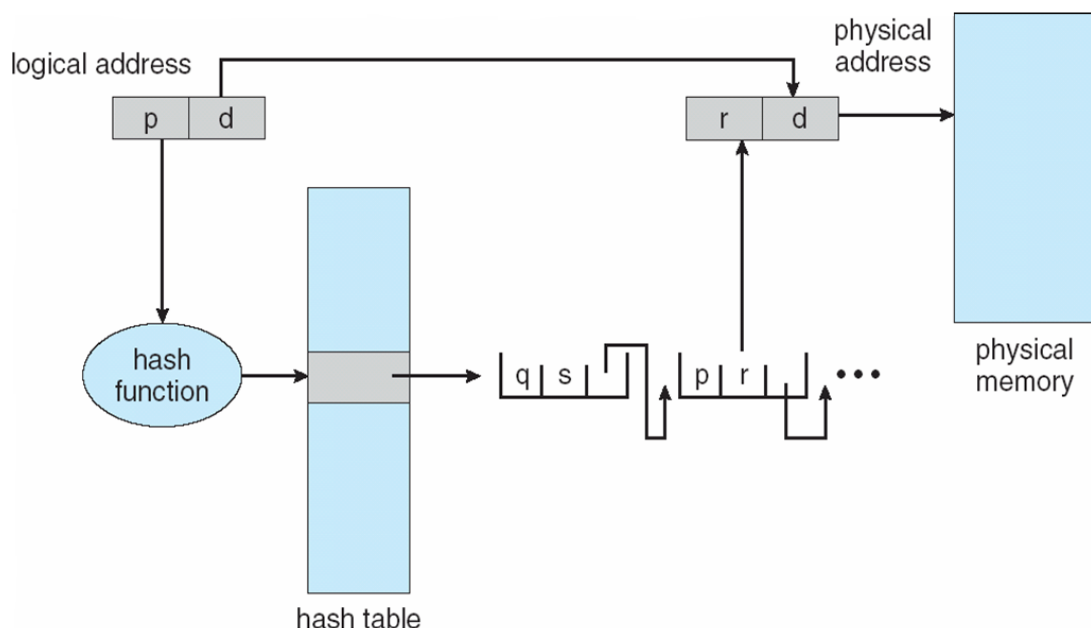 logical address
physical
address
p d
r d
hash
function
q s
p r
•••
physical
memory
hash table